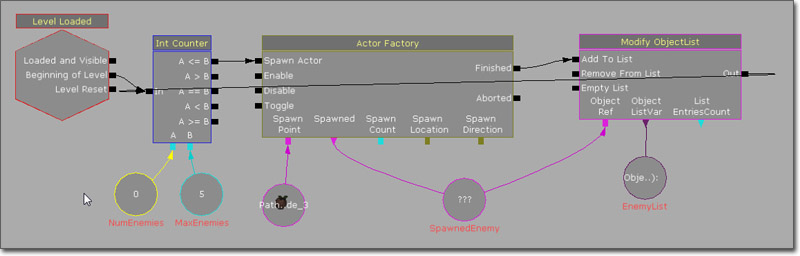 Level Loaded
Loaded and Visible
Beginning of Level
Level Reset
Int Counter
In
A <= B
A > B
A == B
A < B
A >= B
A B
0
NumEnemies
5
MaxEnemies
Actor Factory
Spawn Actor
Enable
Disable
Toggle
Finished
Aborted
Spawn Point
Spawned
Spawn Count
Spawn Location
Spawn Direction
???
SpawnedEnemy
Modify ObjectList
Add To List
Remove From List
Empty List
Out
Object Ref
Object ListVar
List EntriesCount
Obje..):
EnemyList